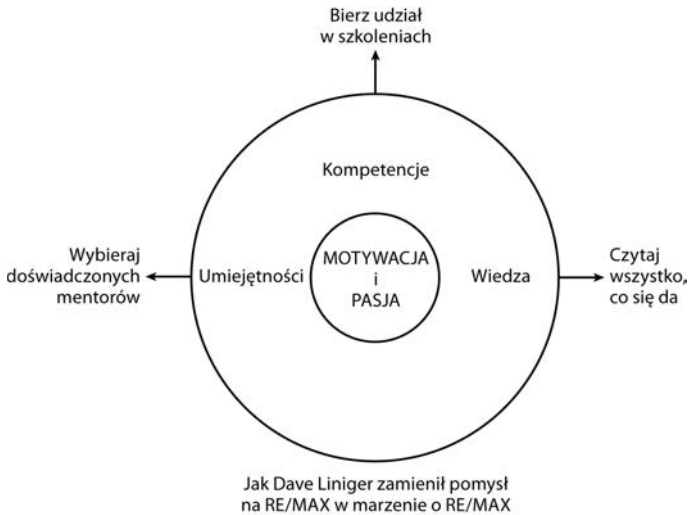 Bierz udział
w szkoleniach
Kompetencje
Wybieraj
doświadczonych
mentorów
Umiejętności
MOTYWACJA
i
PASJA
Wiedza
Czytaj
wszystko,
co się da
Jak Dave Liniger zamienił pomysł
na RE/MAX w marzenie o RE/MAX